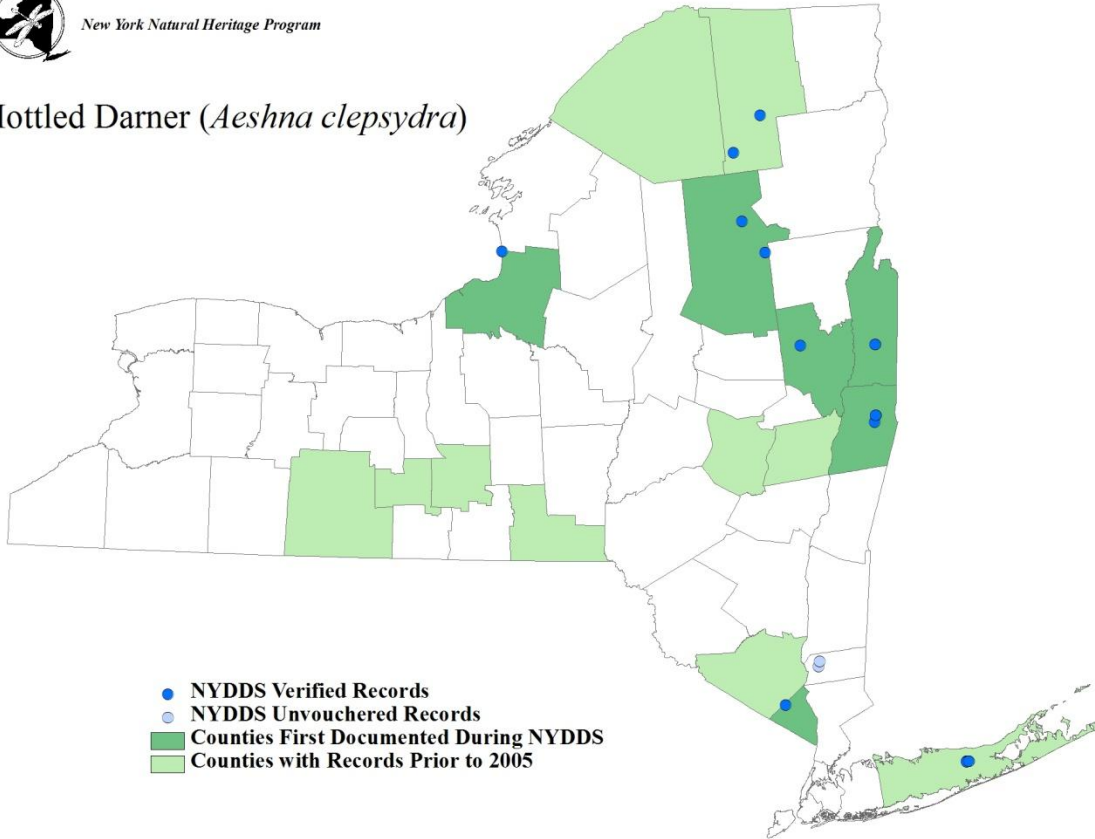 New York Natural Heritage Program
Mottled Darner (Aeshna clepsydra)
NYDDS Verified Records
NYDDS Unvouchered Records
Counties First Documented During NYDDS
Counties with Records Prior to 2005